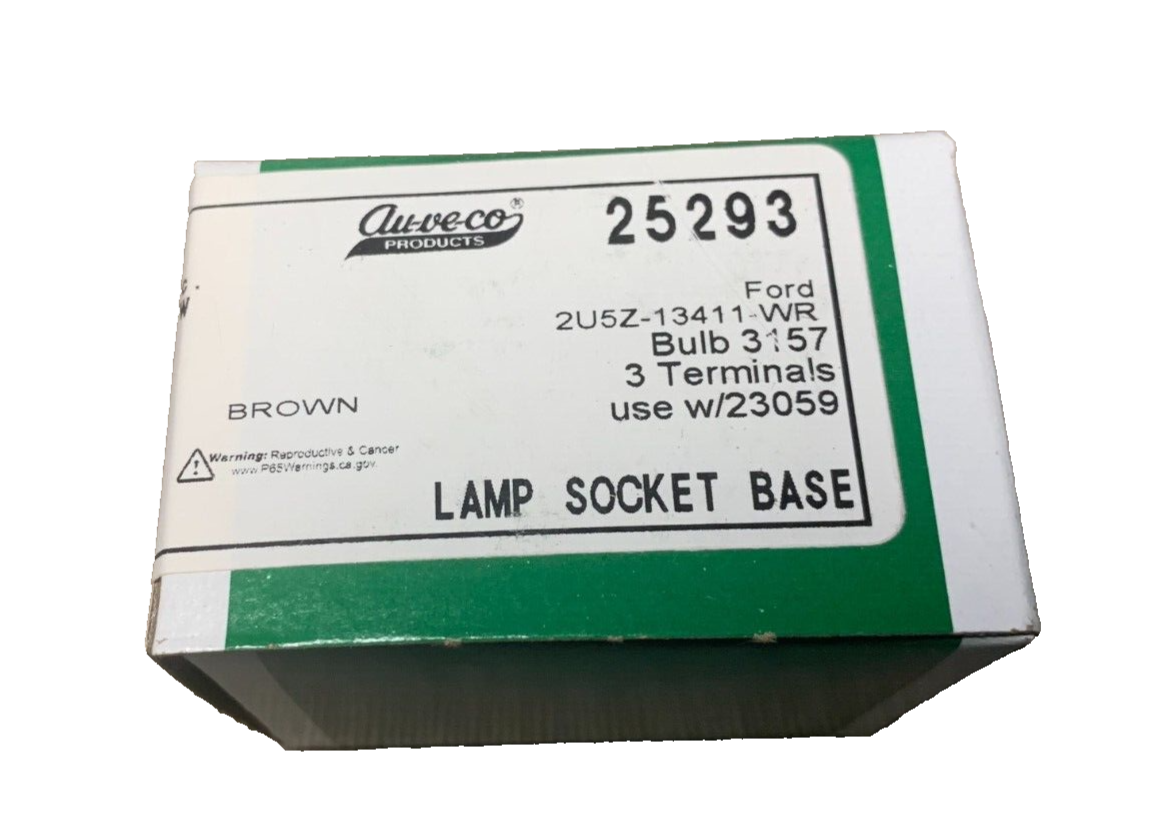 Au-ve-co®
PRODUCTS
25293
Ford
2U5Z-13411-WR
Bulb 3157
3 Terminals
BROWN
use w/23059
Warning: Reproductive & Cancer
www.P65Warnings.ca.gov.
LAMP SOCKET BASE